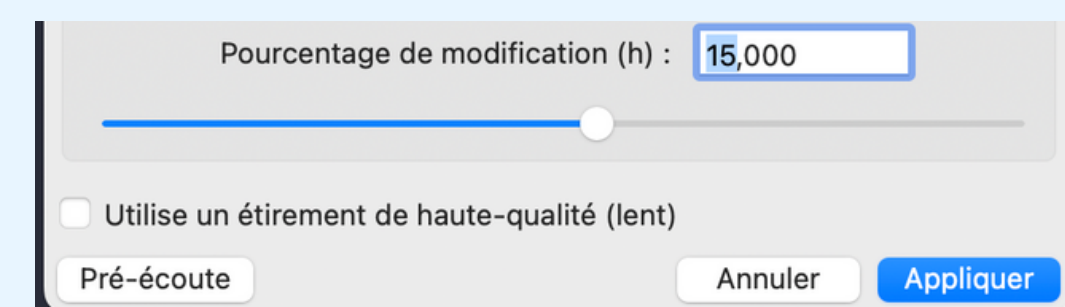 Pourcentage de modification (h) : 15,000
Utilise un étirement de haute-qualité (lent)
Pré-écoute Annuler Appliquer